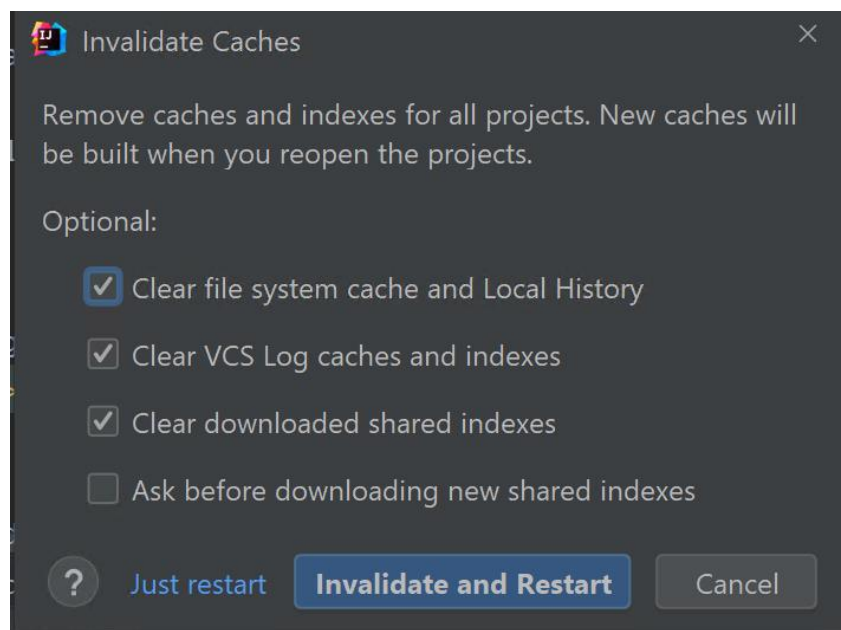 IJ
Invalidate Caches
Remove caches and indexes for all projects. New caches will
be built when you reopen the projects.
Optional:
Clear file system cache and Local History
Clear VCS Log caches and indexes
Clear downloaded shared indexes
Ask before downloading new shared indexes
? Just restart Invalidate and Restart Cancel